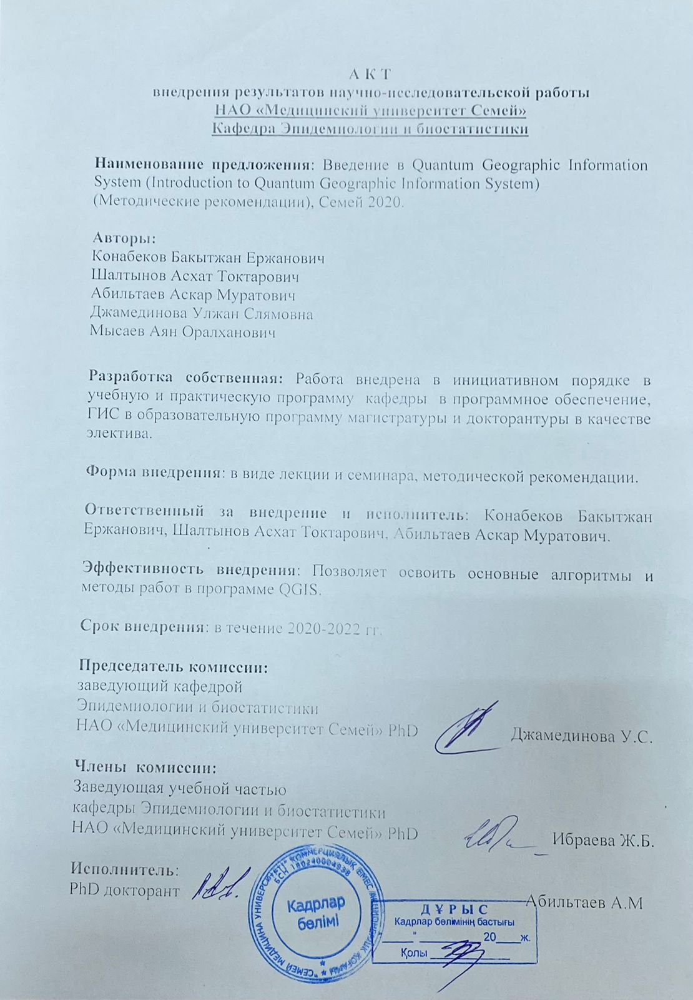 А К Т
внедрения результатов научно-исследовательской работы
НАО «Медицинский университет Семей»
Кафедра Эпидемиологии и биостатистики
Наименование предложения: Введение в Quantum Geographic Information
System (Introduction to Quantum Geographic Information System)
(Методические рекомендации), Семей 2020.
Авторы:
Конабеков Бакытжан Ержанович
Шалтынов Асхат Токтарович
Абильтаев Аскар Муратович
Джамединова Улжан Слямовна
Мысаев Аян Оралханович
Разработка собственная: Работа внедрена в инициативном порядке в
учебную и практическую программу кафедры в программное обеспечение,
ГИС в образовательную программу магистратуры и докторантуры в качестве
электива.
Форма внедрения: в виде лекции и семинара, методической рекомендации.
Ответственный за внедрение и исполнитель: Конабеков Бакытжан
Ержанович, Шалтынов Асхат Токтарович, Абильтаев Аскар Муратович.
Эффективность внедрения: Позволяет освоить основные алгоритмы и
методы работ в программе QGIS.
Срок внедрения: в течение 2020-2022 гг.
Председатель комиссии:
заведующий кафедрой
Эпидемиологии и биостатистики
НАО «Медицинский университет Семей» PhD Джамединова У.С.
Члены комиссии:
Заведующая учебной частью
кафедры Эпидемиологии и биостатистики
НАО «Медицинский университет Семей» PhD Ибраева Ж.Б.
Исполнитель:
PhD докторант Абильтаев А.М
"СЕМЕЙ МЕДИЦИНА УНИВЕРСИТЕТІ" КОММЕРЦИЯЛЫҚ ЕМЕС АКЦИОНЕРЛІК ҚОҒАМЫ
БСН 190240004938
Кадрлар
бөлімі
ДҰРЫС
Кадрлар бөлімінің бастығы
" 20 ж.
Қолы